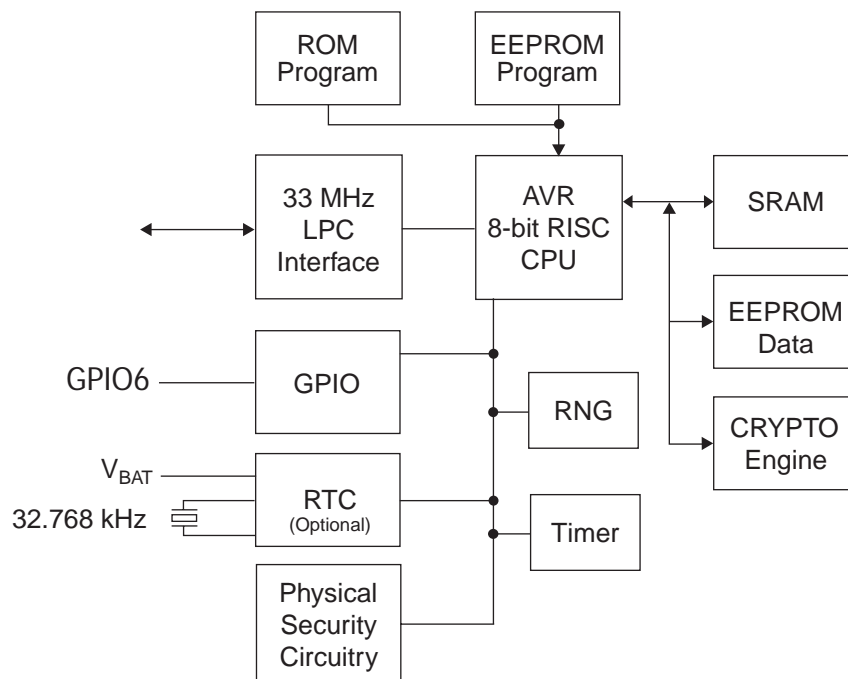 ROM
Program
EEPROM
Program
33 MHz
LPC
Interface
AVR
8-bit RISC
CPU
SRAM
EEPROM
Data
GPIO6
GPIO
RNG
CRYPTO
Engine
VBAT
32.768 kHz
RTC
(Optional)
Timer
Physical
Security
Circuitry